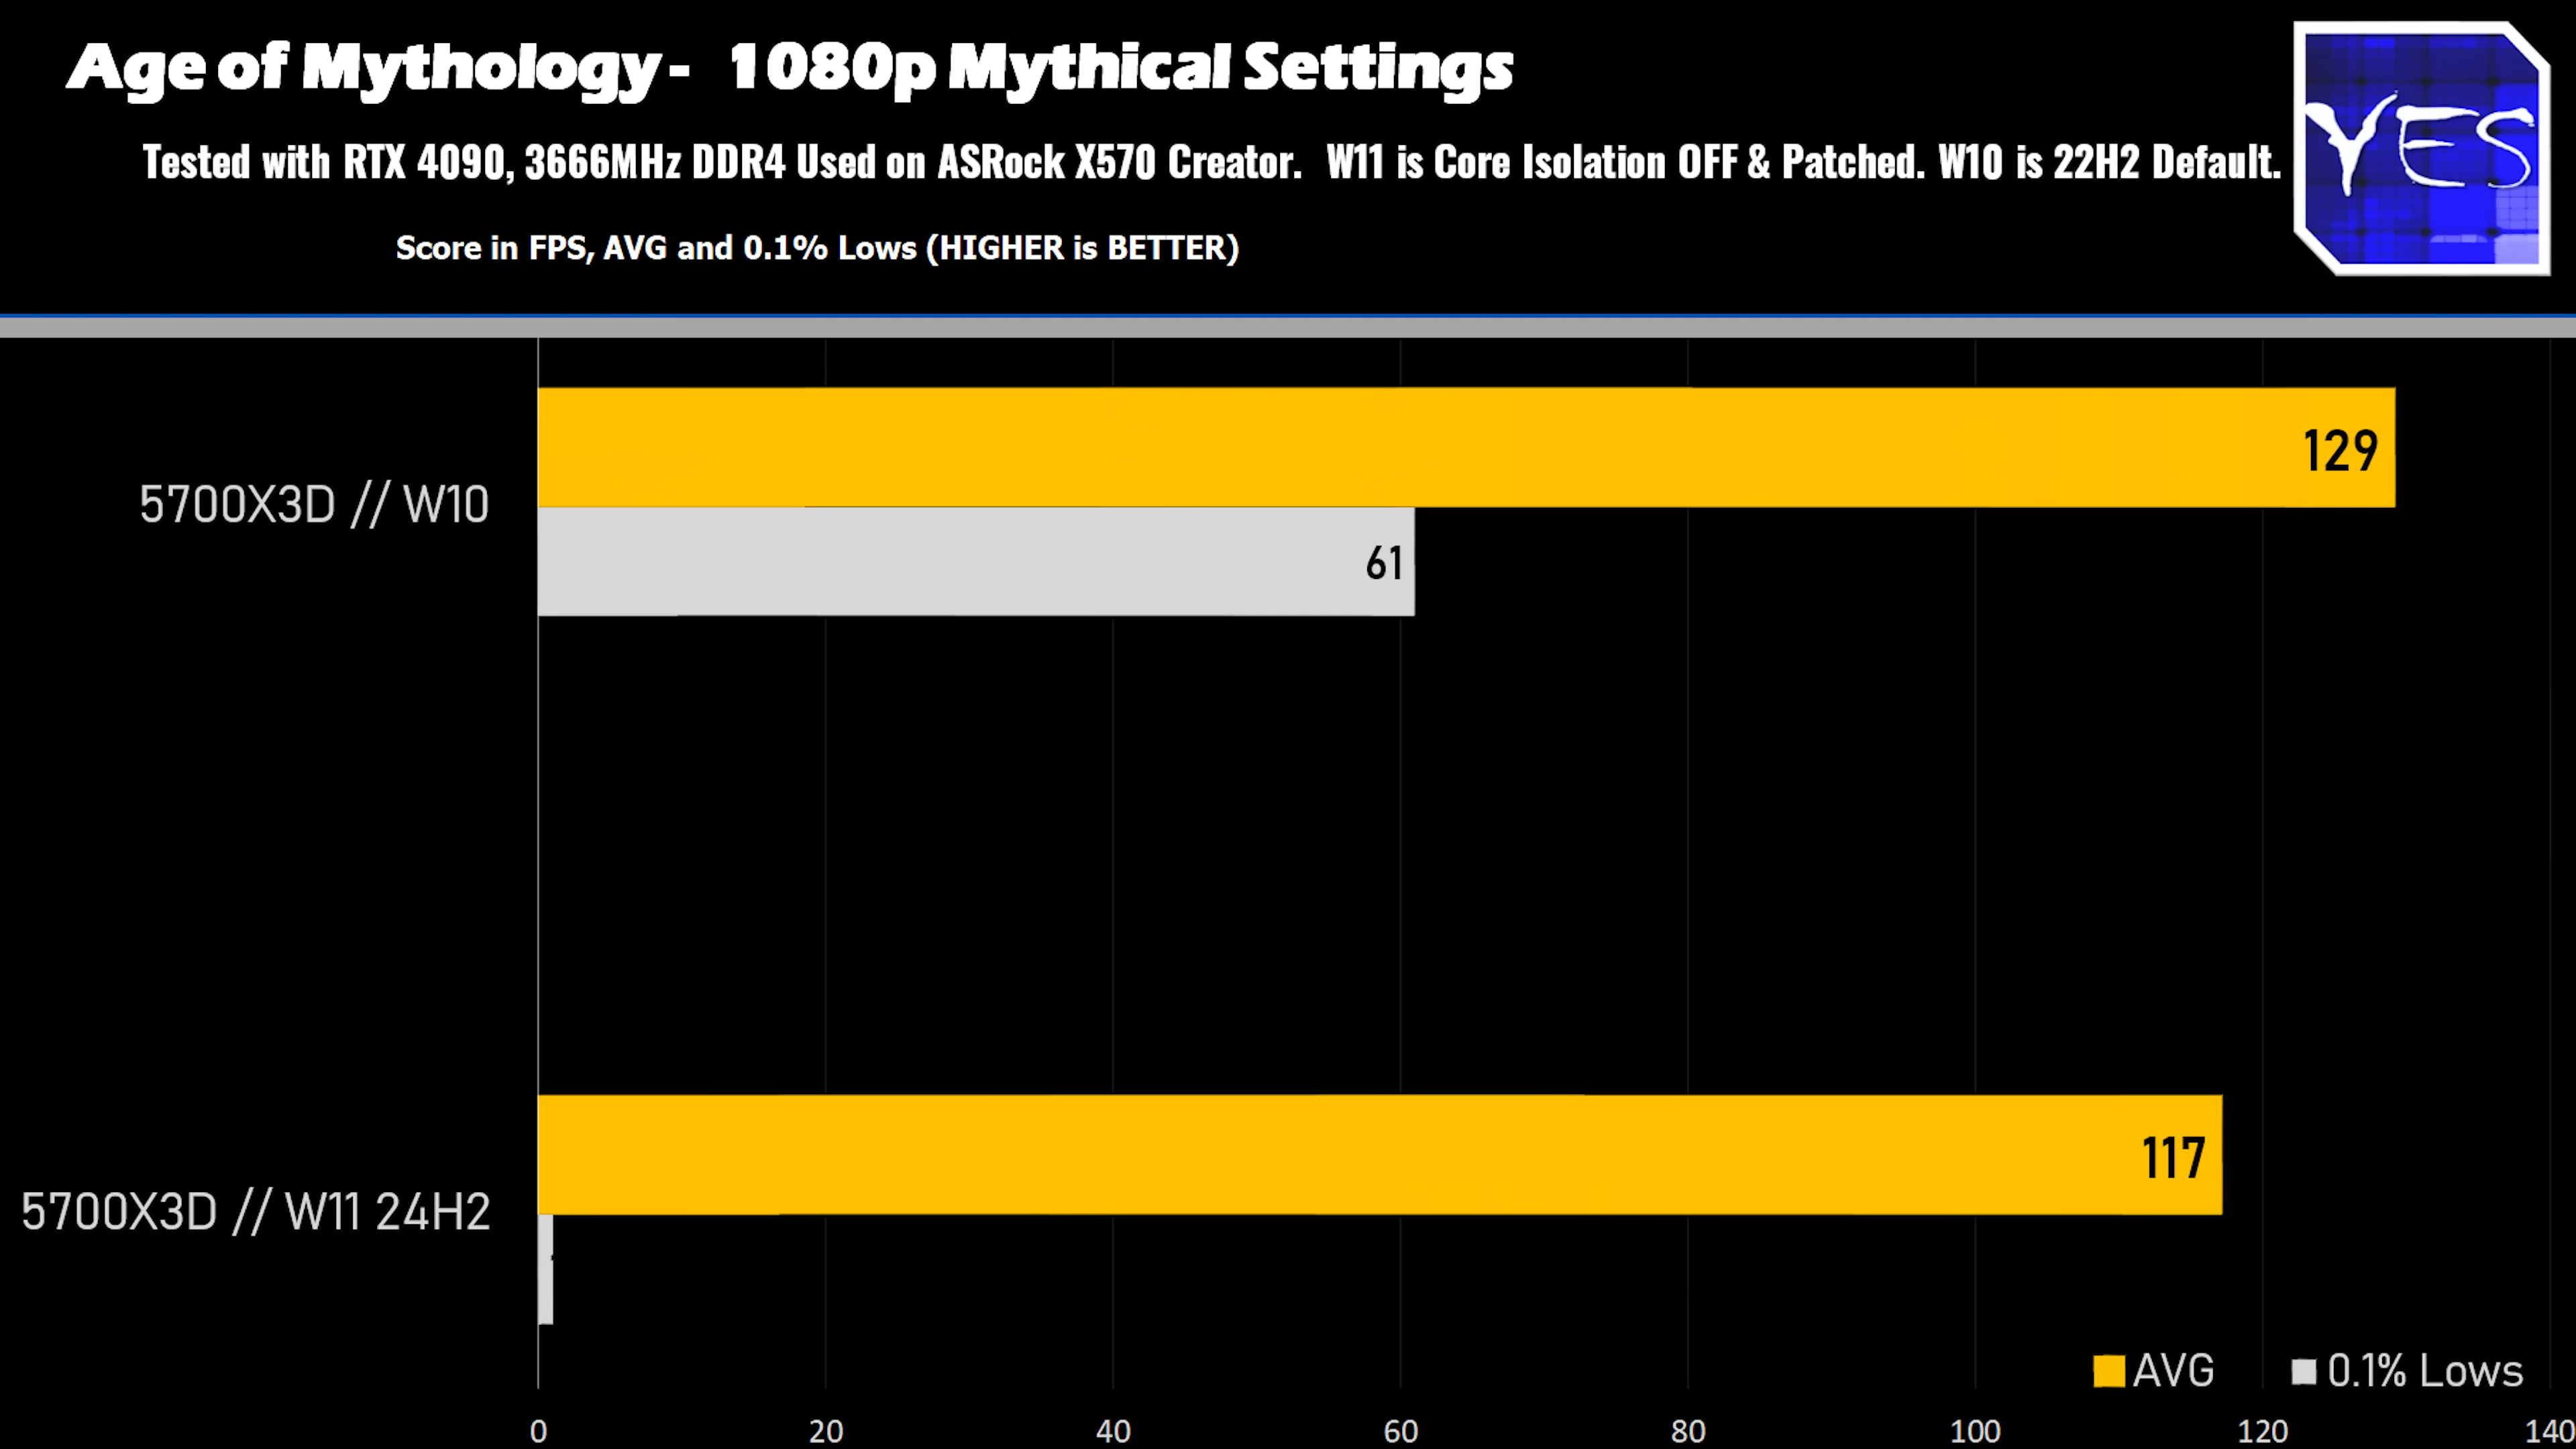 Age of Mythology - 1080p Mythical Settings
YES
Tested with RTX 4090, 3666MHz DDR4 Used on ASRock X570 Creator. W11 is Core Isolation OFF & Patched. W10 is 22H2 Default.
Score in FPS, AVG and 0.1% Lows (HIGHER is BETTER)
129
5700X3D // W10
61
117
5700X3D // W11 24H2
AVG 0.1% Lows
0 20 40 60 80 100 120 140